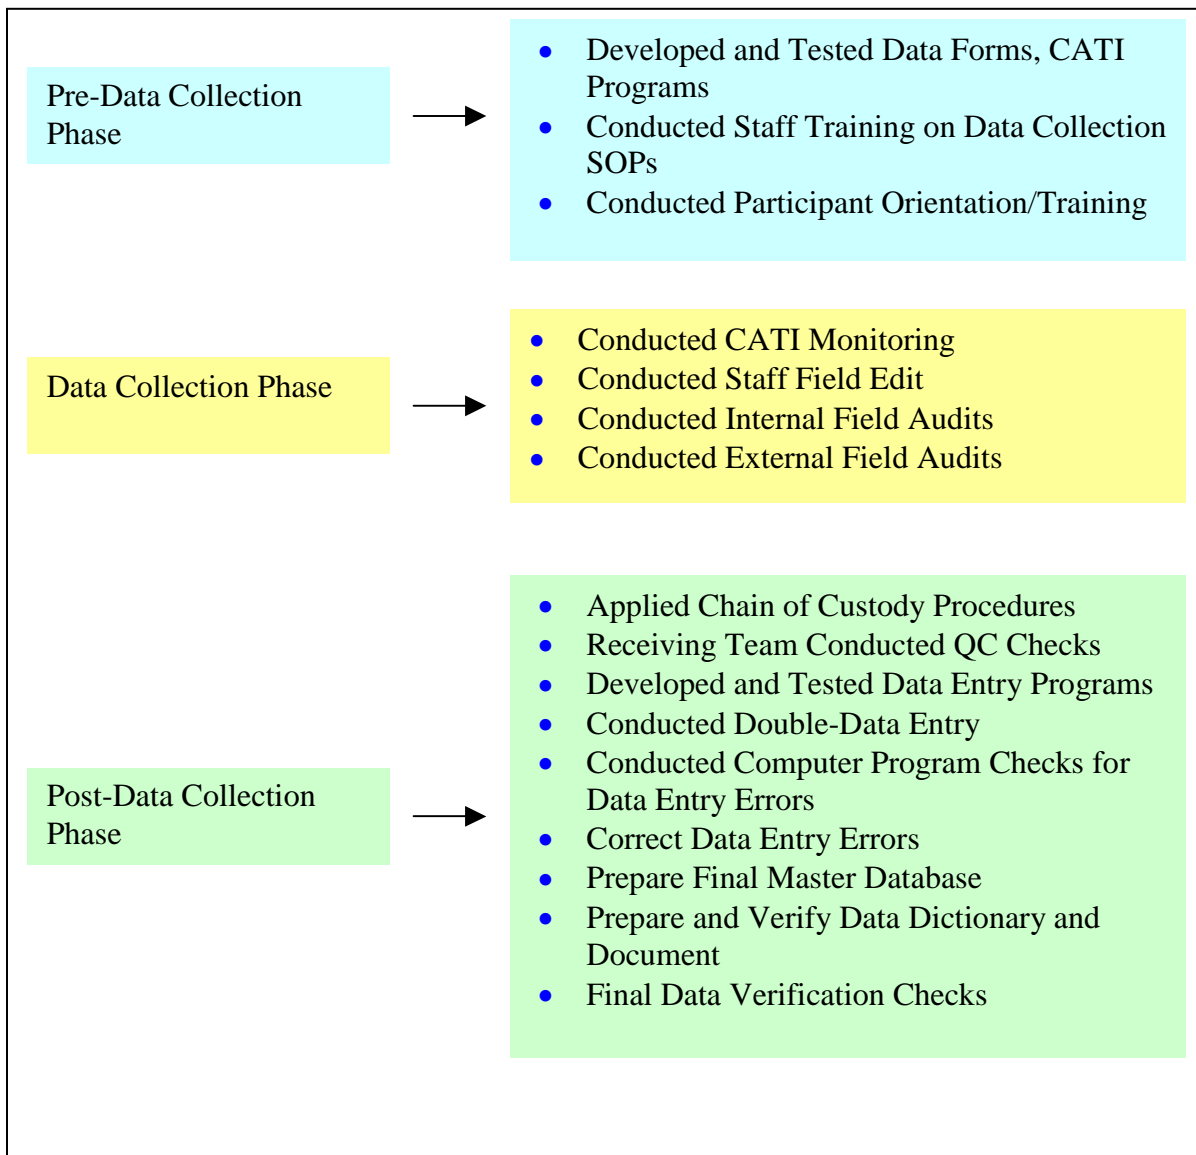 Pre-Data Collection
Phase
• Developed and Tested Data Forms, CATI
Programs
• Conducted Staff Training on Data Collection
SOPs
• Conducted Participant Orientation/Training
Data Collection Phase
• Conducted CATI Monitoring
• Conducted Staff Field Edit
• Conducted Internal Field Audits
• Conducted External Field Audits
Post-Data Collection
Phase
• Applied Chain of Custody Procedures
• Receiving Team Conducted QC Checks
• Developed and Tested Data Entry Programs
• Conducted Double-Data Entry
• Conducted Computer Program Checks for
Data Entry Errors
• Correct Data Entry Errors
• Prepare Final Master Database
• Prepare and Verify Data Dictionary and
Document
• Final Data Verification Checks